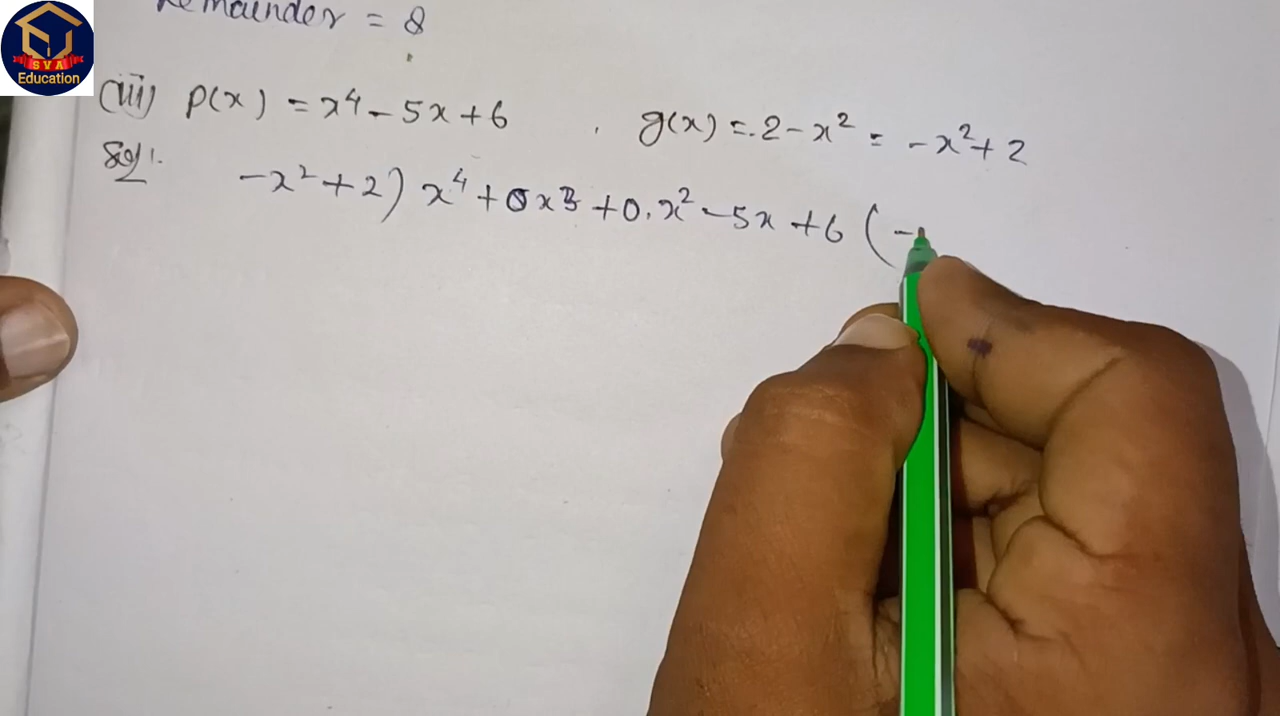 Remainder = 8
(iii) p(x) = x⁴ - 5x + 6 , g(x) = 2 - x² = -x² + 2
Sol.
-x² + 2) x⁴ + 0x³ + 0.x² - 5x + 6 ( -
S V A
Education